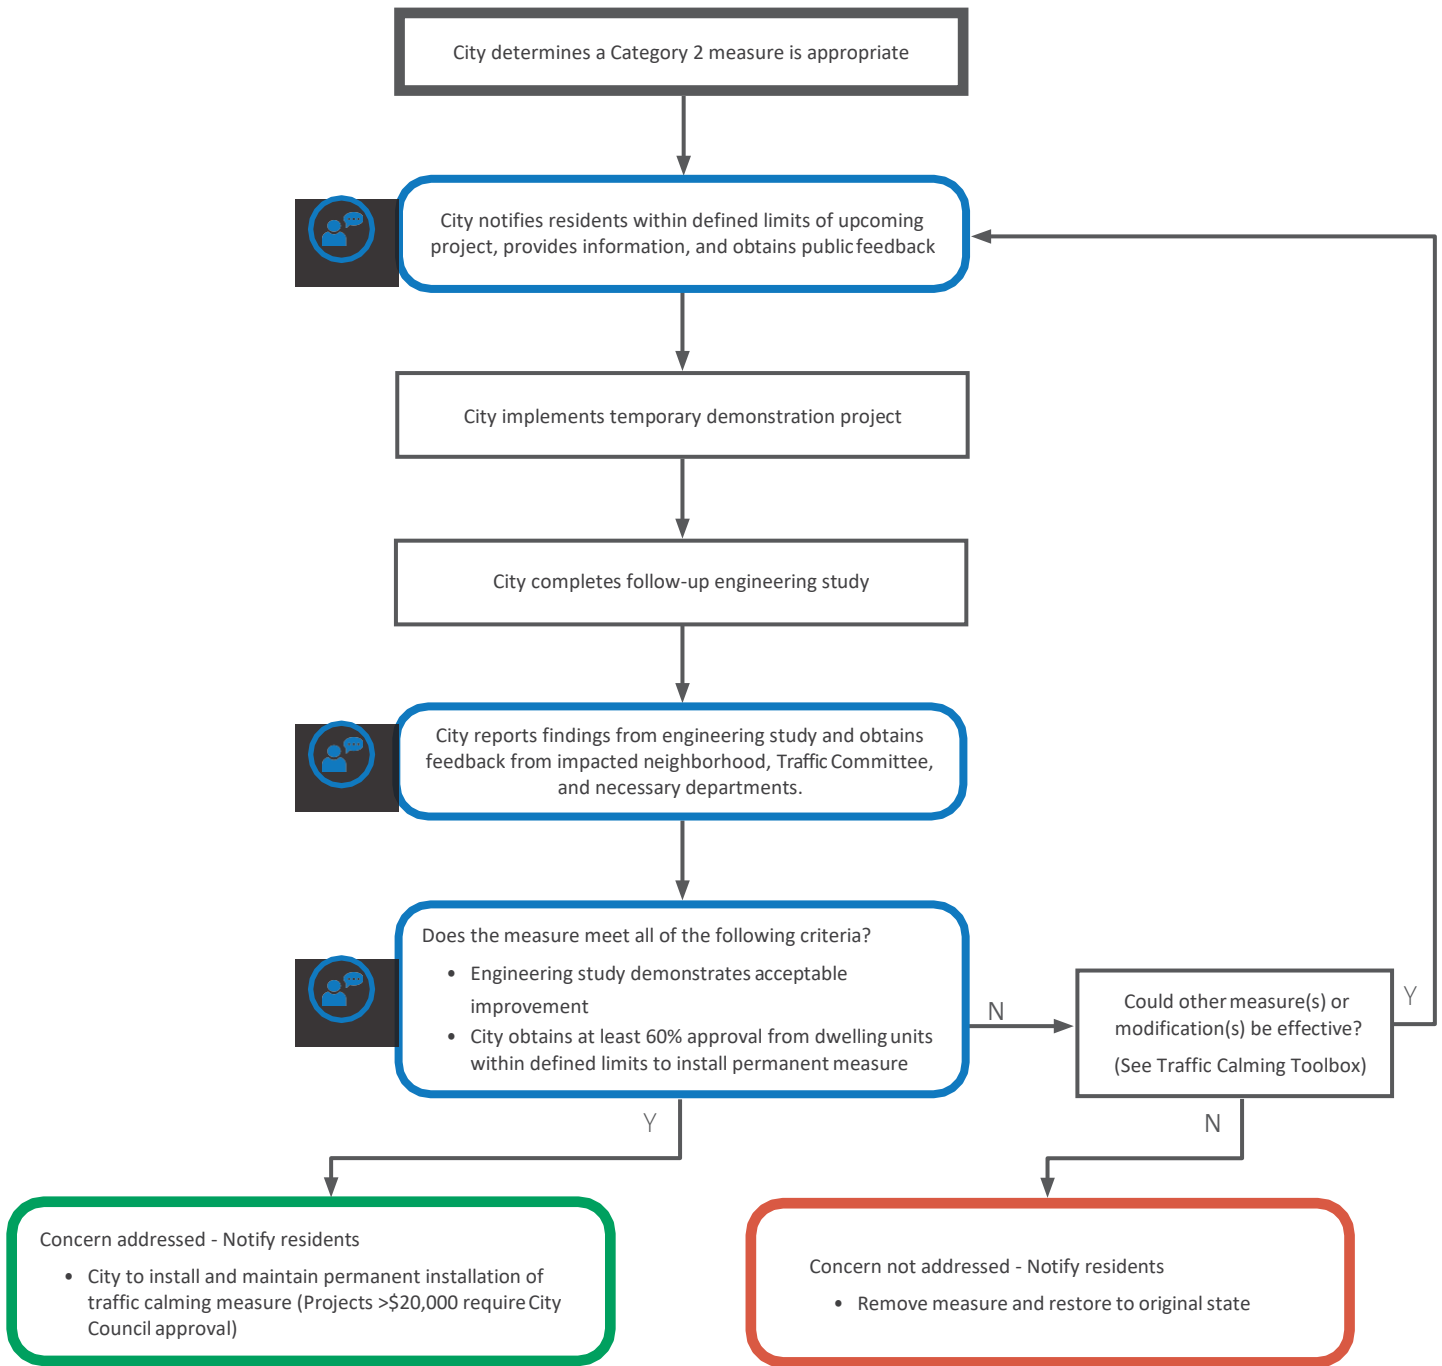 City determines a Category 2 measure is appropriate
City notifies residents within defined limits of upcoming
project, provides information, and obtains public feedback
City implements temporary demonstration project
City completes follow-up engineering study
City reports findings from engineering study and obtains
feedback from impacted neighborhood, Traffic Committee,
and necessary departments.
Does the measure meet all of the following criteria?
• Engineering study demonstrates acceptable
improvement
• City obtains at least 60% approval from dwelling units
within defined limits to install permanent measure
N
Could other measure(s) or
modification(s) be effective?
(See Traffic Calming Toolbox)
Y
Y
N
Concern addressed - Notify residents
• City to install and maintain permanent installation of
traffic calming measure (Projects >$20,000 require City
Council approval)
Concern not addressed - Notify residents
• Remove measure and restore to original state